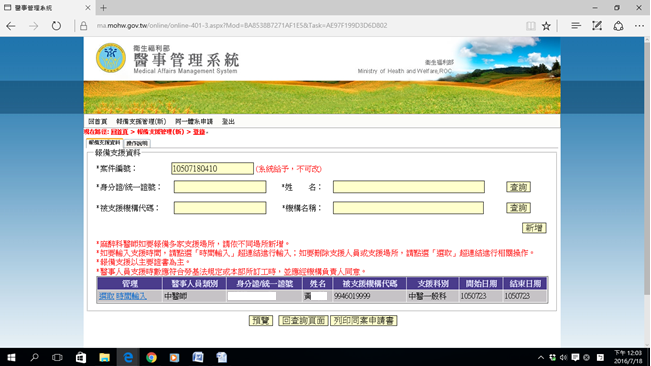 醫事管理系統
ma.mohw.gov.tw/online/online-401-3.aspx?Mod=BA8538B7271AF1E5&Task=AE97F199D3D6D802
衛生福利部
醫事管理系統
Medical Affairs Management System
衛生福利部
Ministry of Health and Welfare,ROC.
回首頁 報備支援管理(新) 同一體系申請 登出
現在路徑: 回首頁 > 報備支援管理(新) > 登錄。
報備支援資料 操作說明
報備支援資料
*案件編號： 10507180410 (系統給予，不可改)
*身分證/統一證號： *姓 名： 查詢
*被支援機構代碼： *機構名稱： 查詢
新增
*麻醉科醫師如要報備多家支援場所，請依不同場所新增。
*如要輸入支援時間，請點選「時間輸入」超連結進行輸入；如要刪除支援人員或支援場所，請點選「選取」超連結進行相關操作。
*報備支援以主要證書為主。
*醫事人員支援時數應符合勞基法規定或本部所訂工時，並應經機構負責人同意。
管理 醫事人員類別 身分證/統一證號 姓名 被支援機構代碼 支援科別 開始日期 結束日期
選取 時間輸入 中醫師 黃 9946019999 中醫一般科 1050723 1050723
預覽 回查詢頁面 列印同案申請書
下午 12:03
2016/7/18